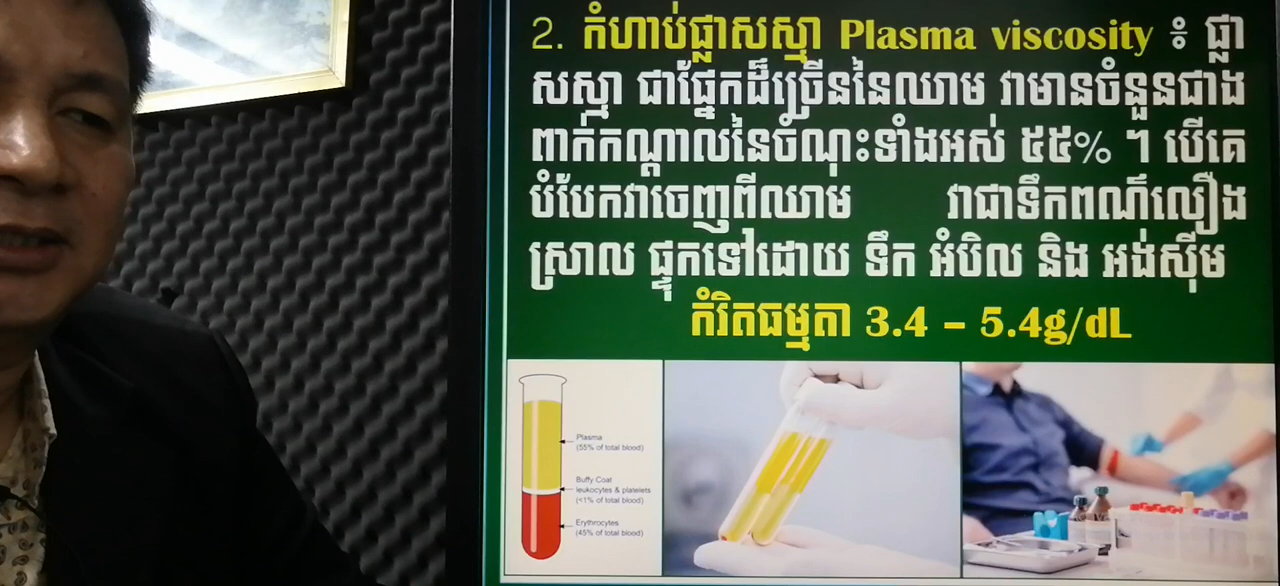 2. កំហាប់ផ្លាសស្មា Plasma viscosity ៖ ផ្លា
សស្មា ជាផ្នែកដ៏ច្រើននៃឈាម វាមានចំនួនជាង
ពាក់កណ្ដាលនៃចំណុះទាំងអស់ ៥៥% ។ បើគេ
បំបែកវាចេញពីឈាម វាជាទឹកពណ៌លឿង
ស្រាល ផ្ទុកទៅដោយ ទឹក អំបិល និង អង់ស៊ីម
កំរិតធម្មតា 3.4 – 5.4g/dL
Plasma
(55% of total blood)
Buffy Coat
leukocytes & platelets
(<1% of total blood)
Erythrocytes
(45% of total blood)